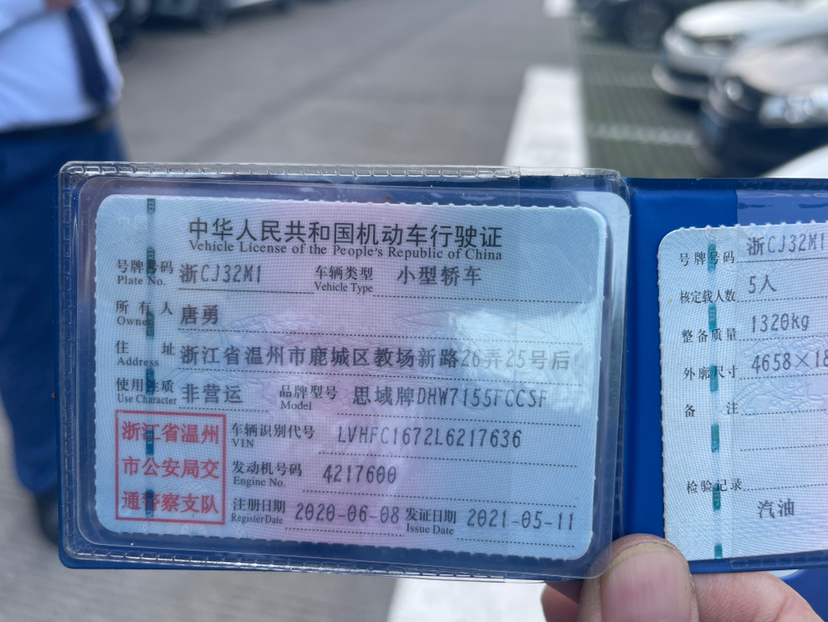 中华人民共和国机动车行驶证
Vehicle License of the People's Republic of China
号牌号码 浙CJ32M1 车辆类型 小型轿车
Plate No. Vehicle Type
所有人 唐勇
Owner
住址 浙江省温州市鹿城区教场新路26弄25号后
Address
使用性质 非营运 品牌型号 思域牌DHW7155FCCSF
Use Character Model
浙江省温州
市公安局交
通警察支队
车辆识别代号 LVHFC1672L6217636
VIN
发动机号码 4217600
Engine No.
注册日期 2020-06-08 发证日期 2021-05-11
Register Date Issue Date
号牌号码 浙CJ32M1
核定载人数 5人
整备质量 1320kg
外廓尺寸 4658×18
备注
检验记录
汽油